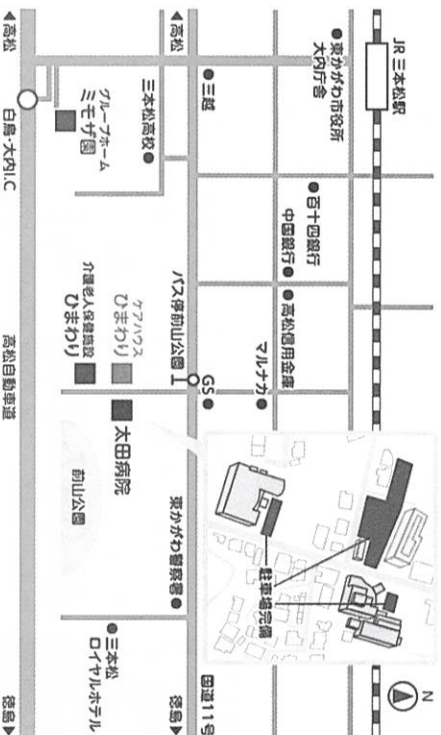 JR 三本松駅
N
東かがわ市役所
大内庁舎
百十四銀行
中国銀行
高松信用金庫
マルナカ
駐車場完備
三越
◀高松
国道11号
徳島▶
三本松高校
バス停前山公園
GS
東かがわ警察署
グループホーム
ミモザ園
ケアハウス
ひまわり
介護老人保健施設
ひまわり
太田病院
前山公園
三本松
ロイヤルホテル
◀高松
白鳥・大内I.C
高松自動車道
徳島▶